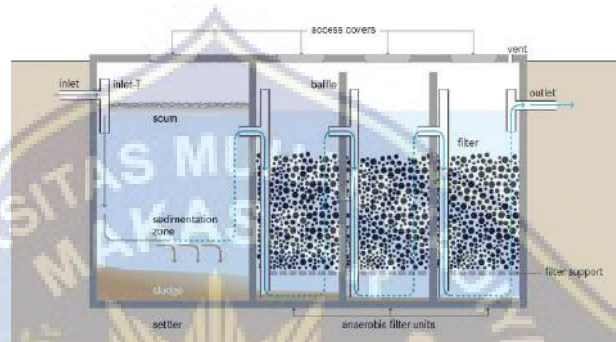 access covers
vent
inlet
inlet-T
baffle
outlet
scum
filter
sedimentation
zone
filter support
sludge
settler
anaerobic filter units